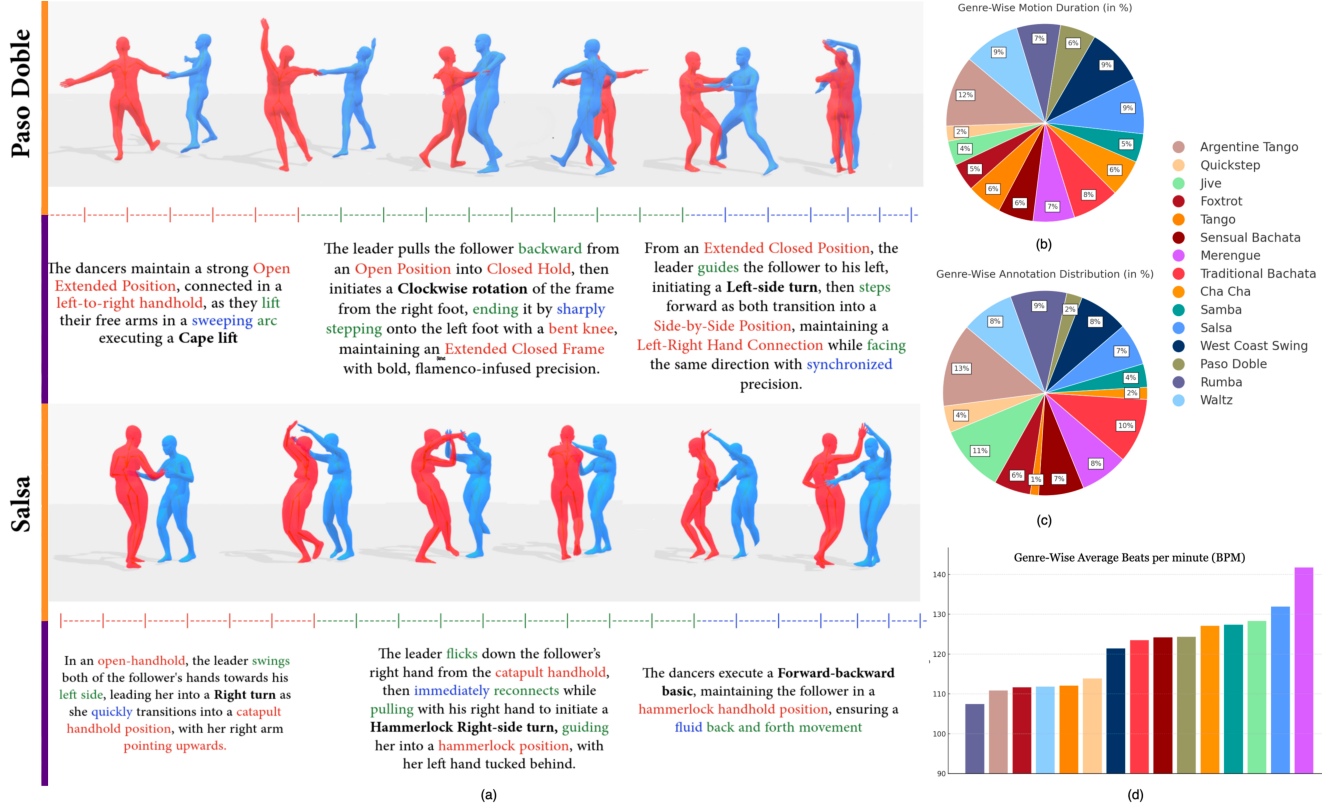 Paso Doble
The dancers maintain a strong Open
Extended Position, connected in a
left-to-right handhold, as they lift
their free arms in a sweeping arc
executing a Cape lift
The leader pulls the follower backward from
an Open Position into Closed Hold, then
initiates a Clockwise rotation of the frame
from the right foot, ending it by sharply
stepping onto the left foot with a bent knee,
maintaining an Extended Closed Frame
with bold, flamenco-infused precision.
From an Extended Closed Position, the
leader guides the follower to his left,
initiating a Left-side turn, then steps
forward as both transition into a
Side-by-Side Position, maintaining a
Left-Right Hand Connection while facing
the same direction with synchronized
precision.
Salsa
In an open-handhold, the leader swings
both of the follower's hands towards his
left side, leading her into a Right turn as
she quickly transitions into a catapult
handhold position, with her right arm
pointing upwards.
The leader flicks down the follower's
right hand from the catapult handhold,
then immediately reconnects while
pulling with his right hand to initiate a
Hammerlock Right-side turn, guiding
her into a hammerlock position, with
her left hand tucked behind.
The dancers execute a Forward-backward
basic, maintaining the follower in a
hammerlock handhold position, ensuring a
fluid back and forth movement
(a)
Genre-Wise Motion Duration (in %)
7%
6%
9%
9%
9%
12%
5%
2%
4%
6%
5%
8%
6%
6%
7%
(b)
Genre-Wise Annotation Distribution (in %)
9%
2%
8%
8%
7%
13%
4%
2%
4%
10%
11%
8%
6%
1%
7%
(c)
Argentine Tango
Quickstep
Jive
Foxtrot
Tango
Sensual Bachata
Merengue
Traditional Bachata
Cha Cha
Samba
Salsa
West Coast Swing
Paso Doble
Rumba
Waltz
Genre-Wise Average Beats per minute (BPM)
140
130
120
110
100
90
(d)